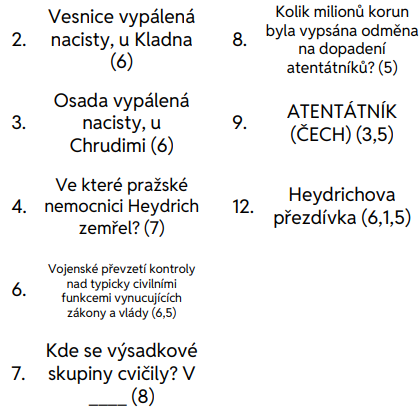 2. Vesnice vypálená
nacisty, u Kladna
(6)
3. Osada vypálená
nacisty, u
Chrudimi (6)
4. Ve které pražské
nemocnici Heydrich
zemřel? (7)
6. Vojenské převzetí kontroly
nad typicky civilními
funkcemi vynucujících
zákony a vlády (6,5)
7. Kde se výsadkové
skupiny cvičily? V
____ (8)
8. Kolik milionů korun
byla vypsána odměna
na dopadení
atentátníků? (5)
9. ATENTÁTNÍK
(ČECH) (3,5)
12. Heydrichova
přezdívka (6,1,5)